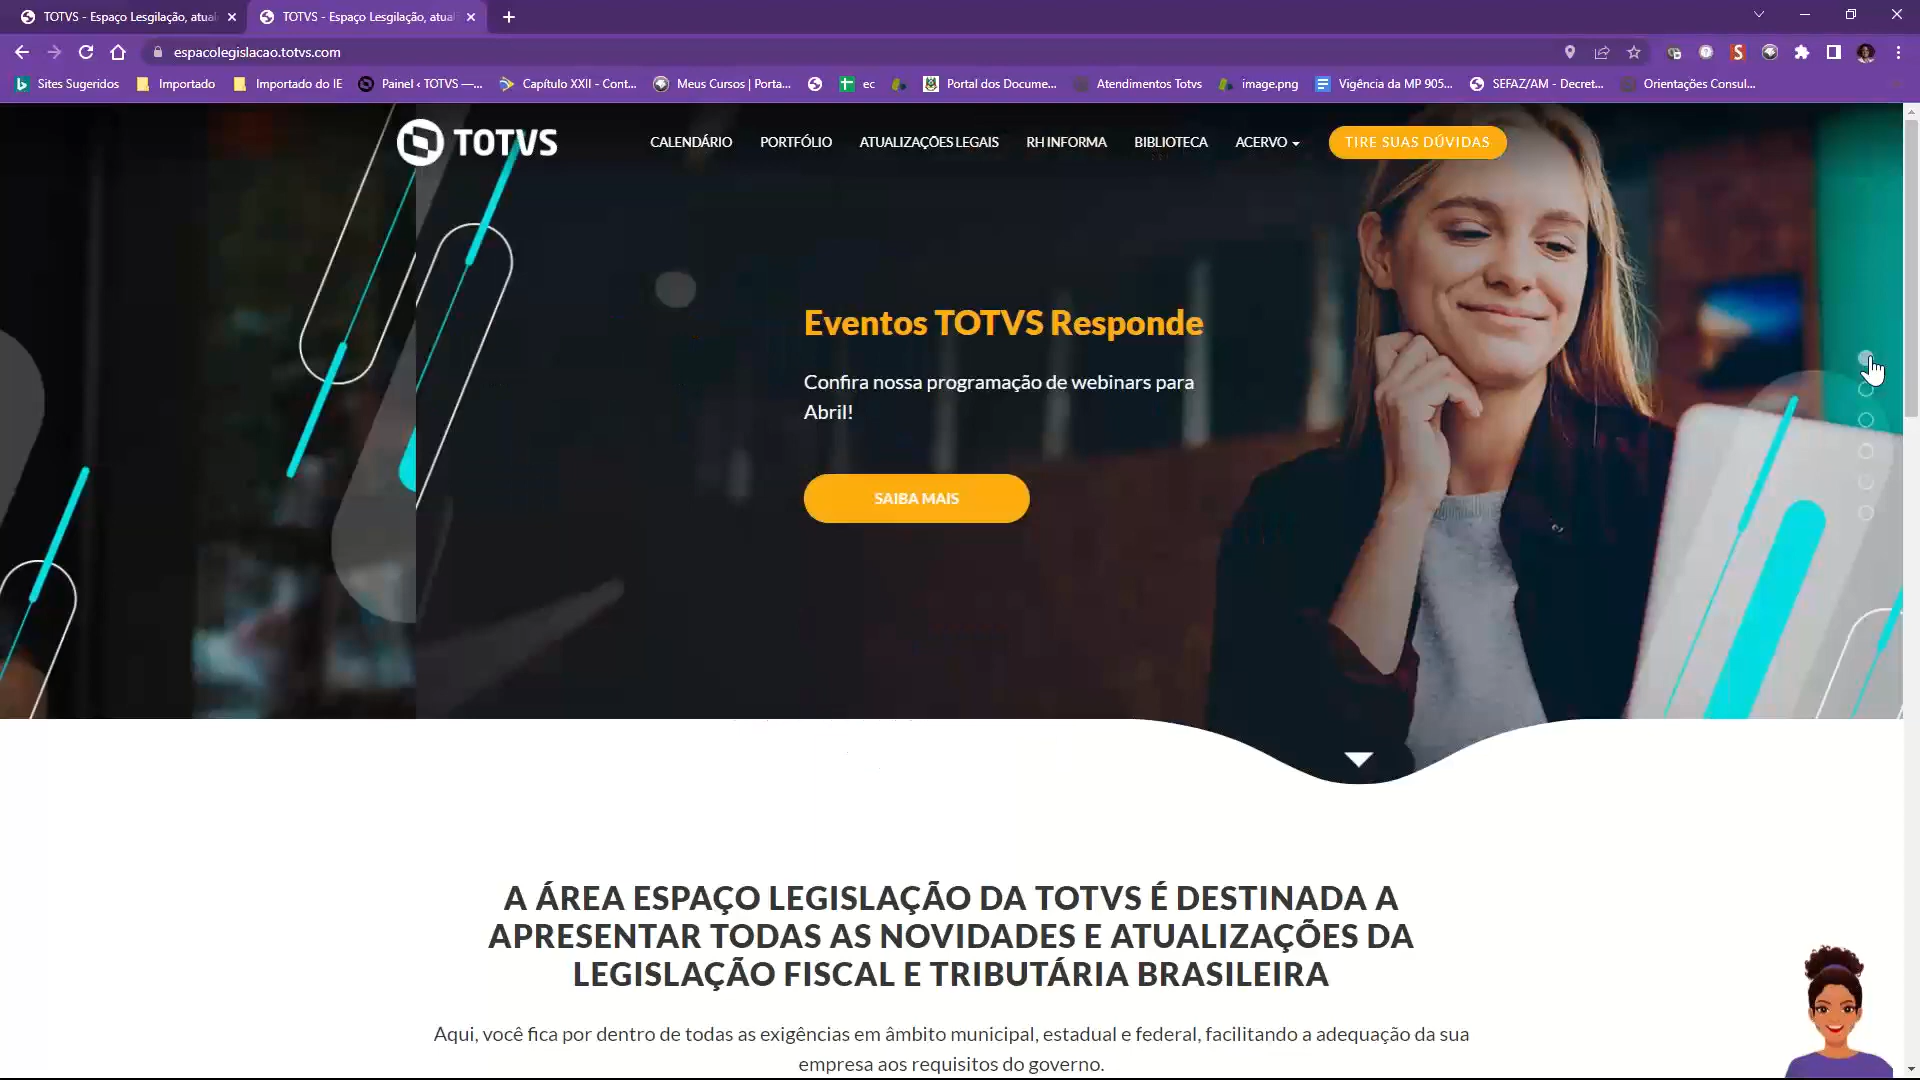 TOTVS - Espaço Lesgilação, atual
TOTVS - Espaço Lesgilação, atual
espacolegislacao.totvs.com
Sites Sugeridos
Importado
Importado do IE
Painel ‹ TOTVS —...
Capítulo XXII - Cont...
Meus Cursos | Porta...
ec
Portal dos Docume...
Atendimentos Totvs
image.png
Vigência da MP 905...
SEFAZ/AM - Decret...
Orientações Consul...
TOTVS
CALENDÁRIO
PORTFÓLIO
ATUALIZAÇÕES LEGAIS
RH INFORMA
BIBLIOTECA
ACERVO
TIRE SUAS DÚVIDAS
Eventos TOTVS Responde
Confira nossa programação de webinars para
Abril!
SAIBA MAIS
A ÁREA ESPAÇO LEGISLAÇÃO DA TOTVS É DESTINADA A
APRESENTAR TODAS AS NOVIDADES E ATUALIZAÇÕES DA
LEGISLAÇÃO FISCAL E TRIBUTÁRIA BRASILEIRA
Aqui, você fica por dentro de todas as exigências em âmbito municipal, estadual e federal, facilitando a adequação da sua
empresa aos requisitos do governo.